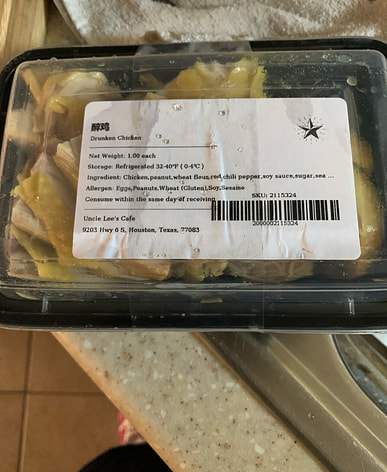 醉鸡
Drunken Chicken
Net Weight: 1.00 each
Storage: Refrigerated 32-40°F ( 0-4°C )
Ingredient: Chicken,peanut,wheat flour,red chili pepper,soy sauce,sugar,sea ...
Allergen: Eggs,Peanuts,Wheat (Gluten),Soy,Sesame
Consume within the same day of receiving
SKU: 2115324
2000002115324
Uncle Lee's Cafe
9203 Hwy 6 S, Houston, Texas, 77083